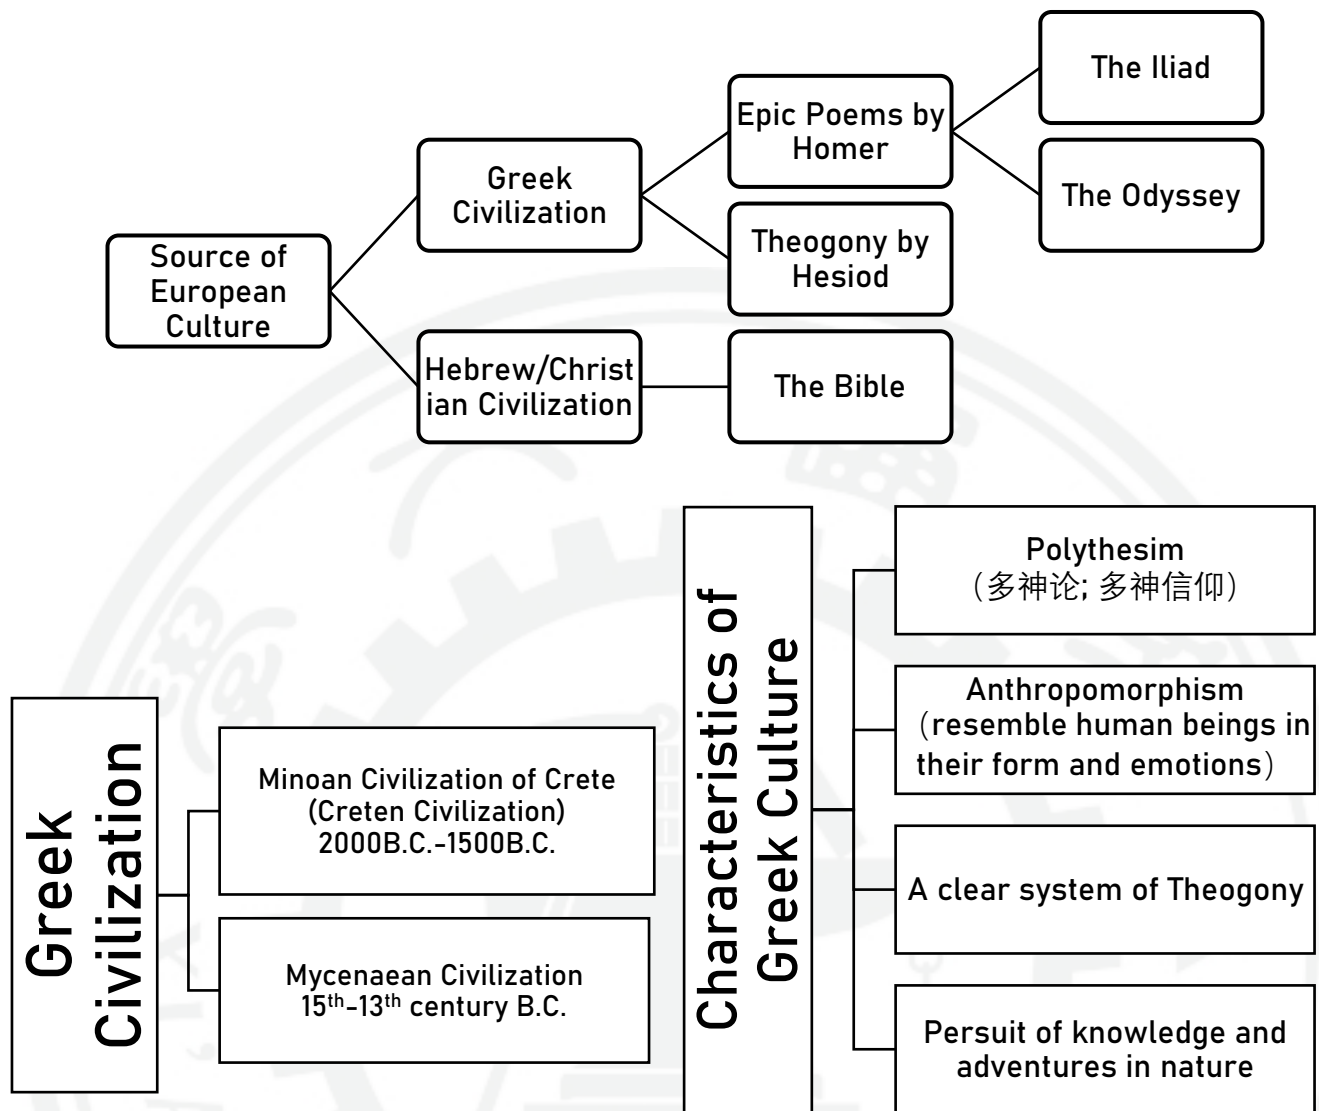 Source of
European
Culture
Greek
Civilization
Hebrew/Christ
ian Civilization
Epic Poems by
Homer
Theogony by
Hesiod
The Bible
The Iliad
The Odyssey
Greek
Civilization
Minoan Civilization of Crete
(Creten Civilization)
2000B.C.-1500B.C.
Mycenaean Civilization
15th-13th century B.C.
Characteristics of
Greek Culture
Polythesim
（多神论; 多神信仰）
Anthropomorphism
（resemble human beings in
their form and emotions）
A clear system of Theogony
Persuit of knowledge and
adventures in nature